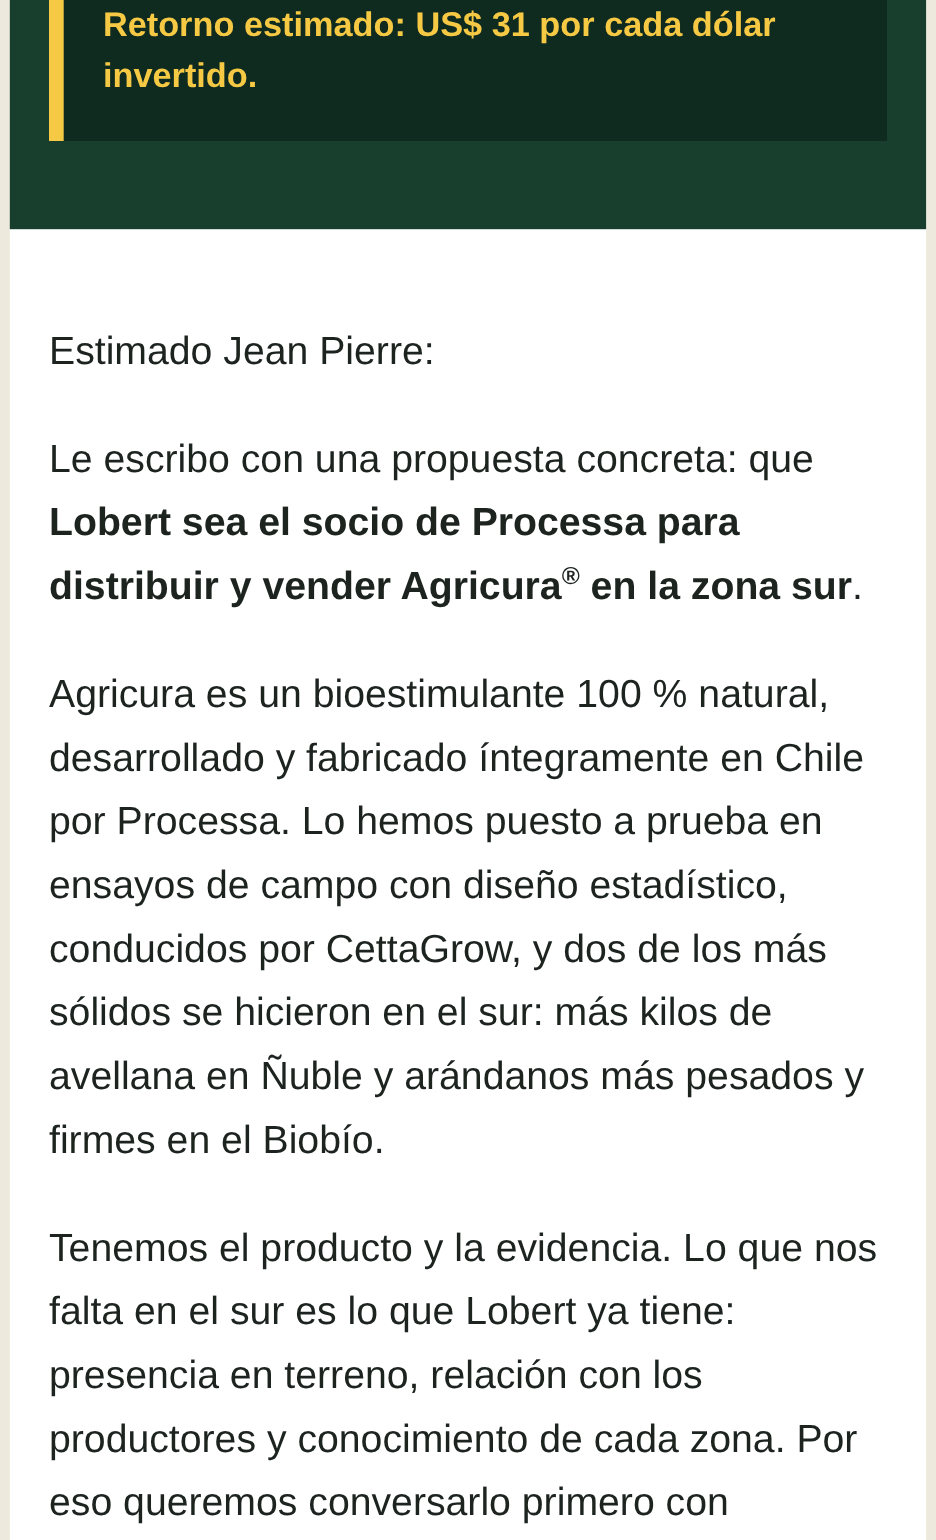 Retorno estimado: US$ 31 por cada dólar
invertido.
Estimado Jean Pierre:
Le escribo con una propuesta concreta: que
Lobert sea el socio de Processa para
distribuir y vender Agricura® en la zona sur.
Agricura es un bioestimulante 100 % natural,
desarrollado y fabricado íntegramente en Chile
por Processa. Lo hemos puesto a prueba en
ensayos de campo con diseño estadístico,
conducidos por CettaGrow, y dos de los más
sólidos se hicieron en el sur: más kilos de
avellana en Ñuble y arándanos más pesados y
firmes en el Biobío.
Tenemos el producto y la evidencia. Lo que nos
falta en el sur es lo que Lobert ya tiene:
presencia en terreno, relación con los
productores y conocimiento de cada zona. Por
eso queremos conversarlo primero con